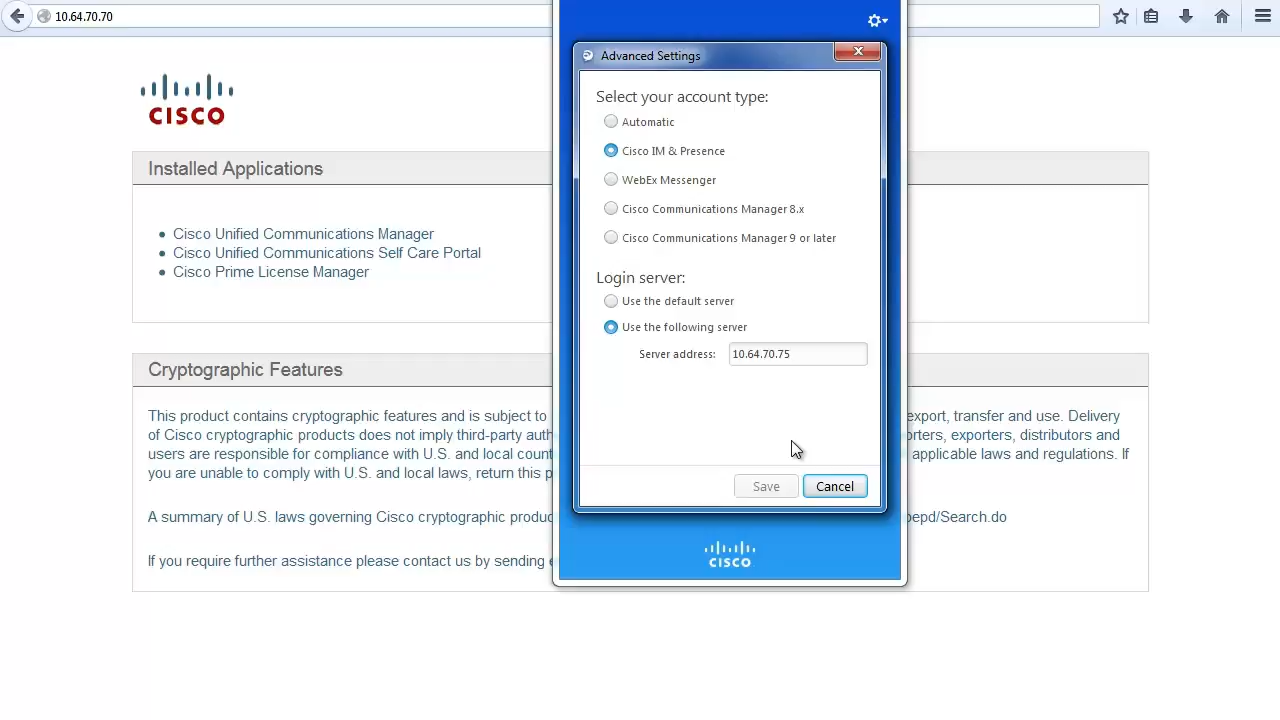 10.64.70.70
CISCO
Installed Applications
Cisco Unified Communications Manager
Cisco Unified Communications Self Care Portal
Cisco Prime License Manager
Cryptographic Features
This product contains cryptographic features and is subject to
export, transfer and use. Delivery
of Cisco cryptographic products does not imply third-party
orters, exporters, distributors and
users are responsible for compliance with U.S. and local
applicable laws and regulations. If
you are unable to comply with U.S. and local laws, return this
A summary of U.S. laws governing Cisco cryptographic
pepd/Search.do
If you require further assistance please contact us by sending
Advanced Settings
Select your account type:
Automatic
Cisco IM & Presence
WebEx Messenger
Cisco Communications Manager 8.x
Cisco Communications Manager 9 or later
Login server:
Use the default server
Use the following server
Server address: 10.64.70.75
Save Cancel
CISCO